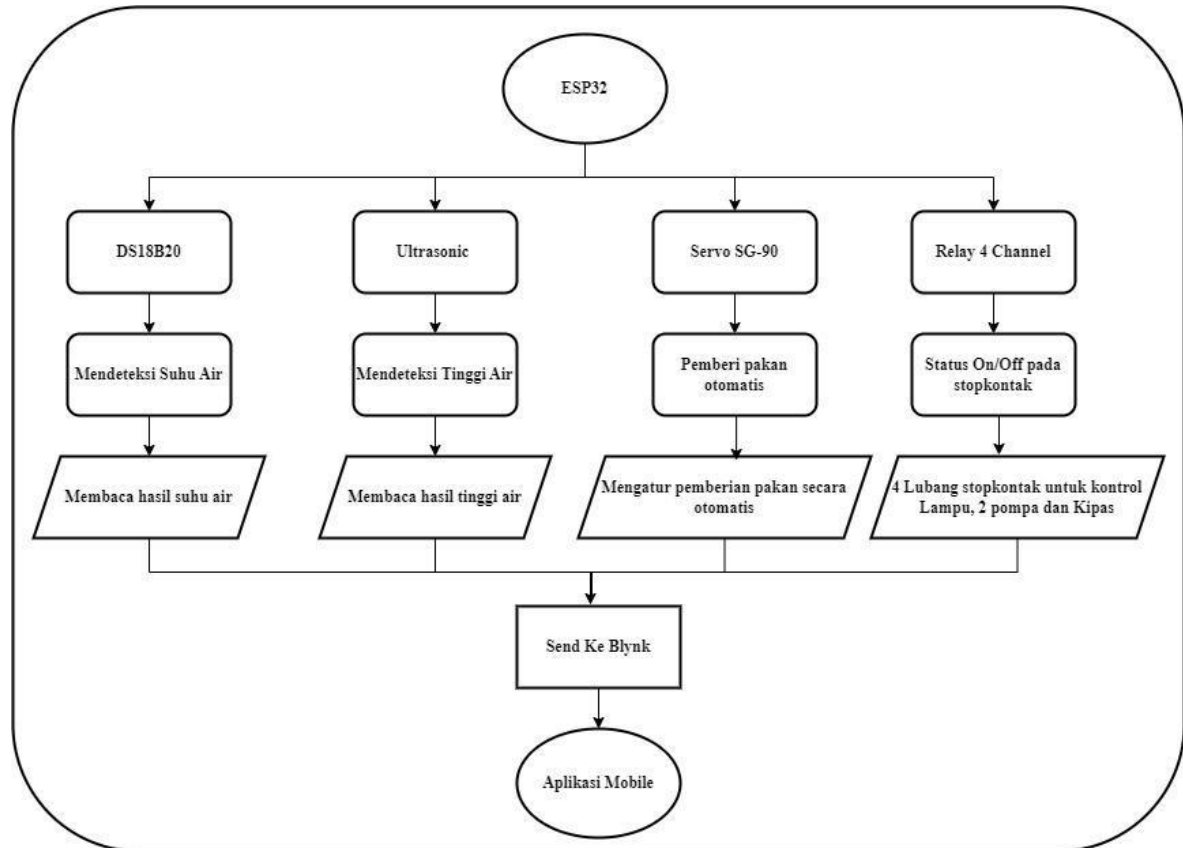 ESP32
DS18B20
Ultrasonic
Servo SG-90
Relay 4 Channel
Mendeteksi Suhu Air
Mendeteksi Tinggi Air
Pemberi pakan
otomatis
Status On/Off pada
stopkontak
Membaca hasil suhu air
Membaca hasil tinggi air
Mengatur pemberian pakan secara
otomatis
4 Lubang stopkontak untuk kontrol
Lampu, 2 pompa dan Kipas
Send Ke Blynk
Aplikasi Mobile